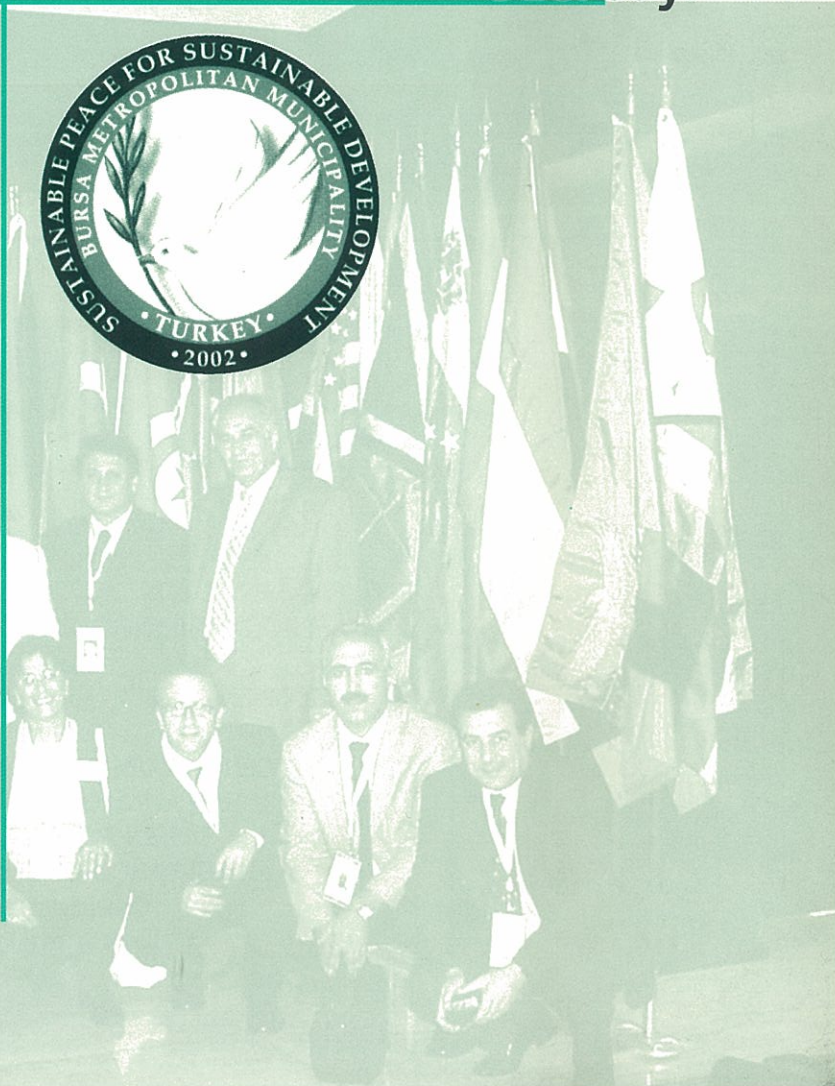 SUSTAINABLE PEACE FOR SUSTAINABLE DEVELOPMENT
BURSA METROPOLITAN MUNICIPALITY
• TURKEY •
• 2002 •